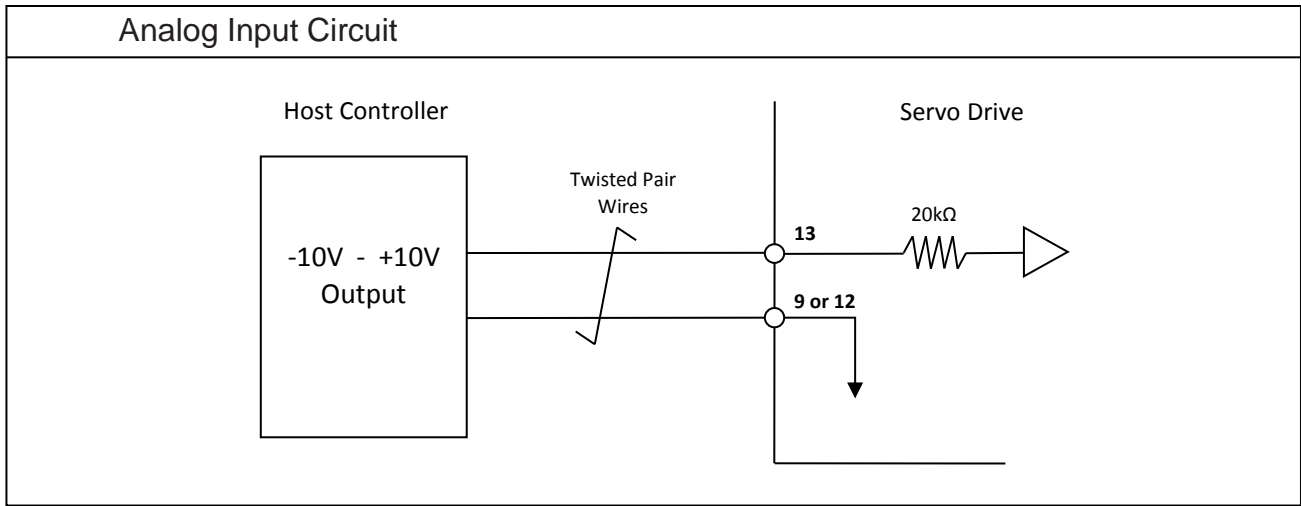 Analog Input Circuit
Host Controller
Servo Drive
Twisted Pair
Wires
20kΩ
13
-10V - +10V
Output
9 or 12